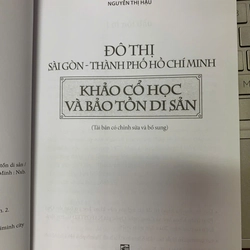 NGUYỄN THỊ HẬU
ĐÔ THỊ
SÀI GÒN - THÀNH PHỐ HỒ CHÍ MINH
KHẢO CỔ HỌC
VÀ BẢO TỒN DI SẢN
(Tái bản có chỉnh sửa và bổ sung)